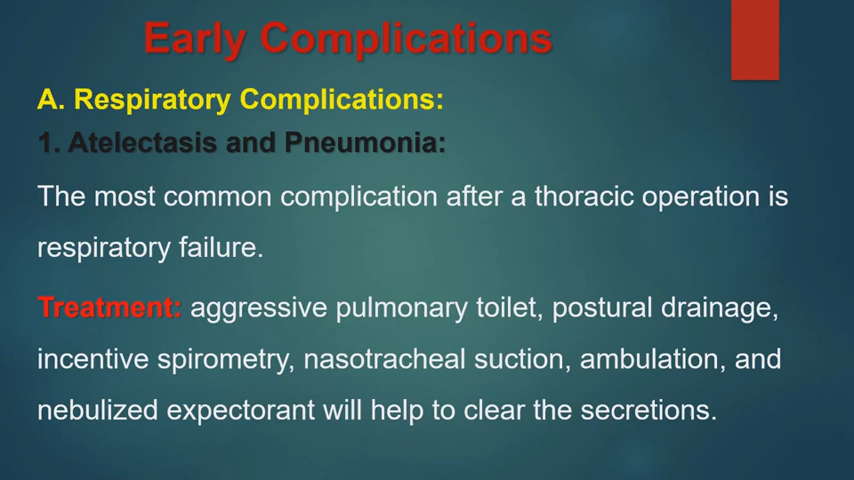 Early Complications
A. Respiratory Complications:
1. Atelectasis and Pneumonia:
The most common complication after a thoracic operation is
respiratory failure.
Treatment: aggressive pulmonary toilet, postural drainage,
incentive spirometry, nasotracheal suction, ambulation, and
nebulized expectorant will help to clear the secretions.